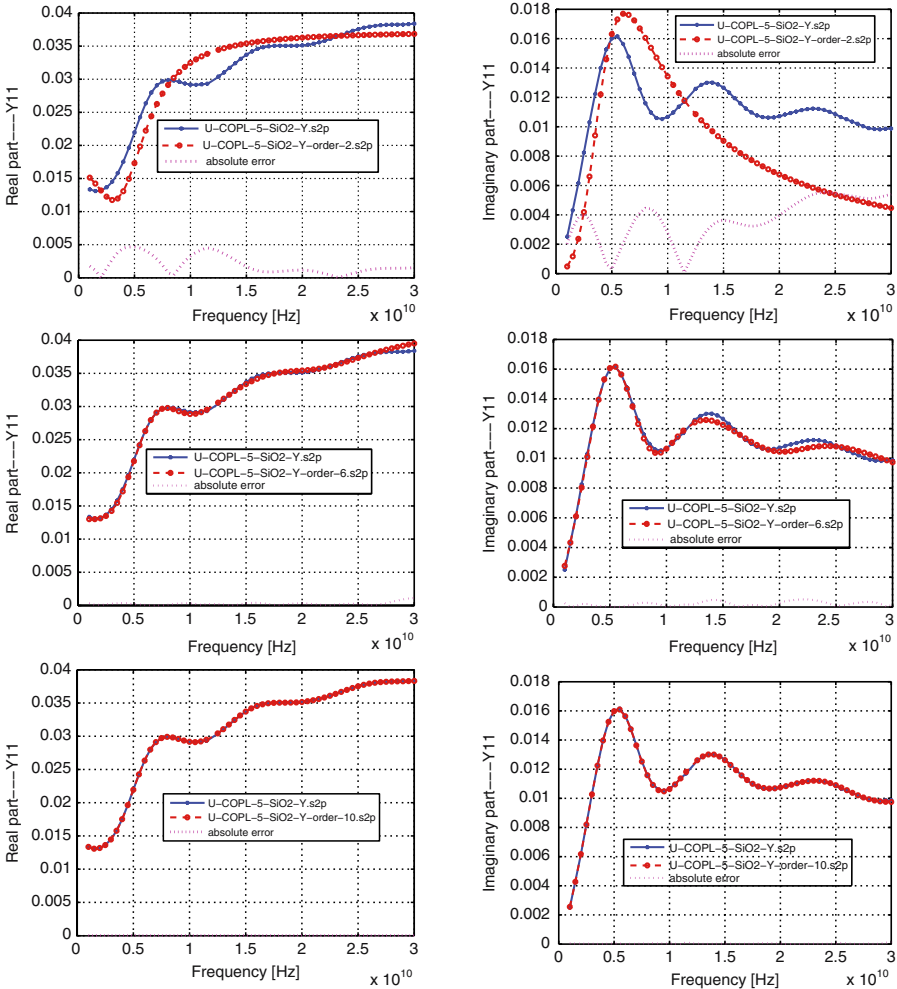 0.04
0.035
0.03
0.025
0.02
0.015
0.01
0.005
0
Real part−−−Y11
U−COPL−5−SiO2−Y.s2p
U−COPL−5−SiO2−Y−order−2.s2p
absolute error
0 0.5 1 1.5 2 2.5 3
Frequency [Hz]
x 10^10
0.018
0.016
0.014
0.012
0.01
0.008
0.006
0.004
0.002
0
Imaginary part−−−Y11
U−COPL−5−SiO2−Y.s2p
U−COPL−5−SiO2−Y−order−2.s2p
absolute error
0 0.5 1 1.5 2 2.5 3
Frequency [Hz]
x 10^10
0.04
0.035
0.03
0.025
0.02
0.015
0.01
0.005
0
Real part−−−Y11
U−COPL−5−SiO2−Y.s2p
U−COPL−5−SiO2−Y−order−6.s2p
absolute error
0 0.5 1 1.5 2 2.5 3
Frequency [Hz]
x 10^10
0.018
0.016
0.014
0.012
0.01
0.008
0.006
0.004
0.002
0
Imaginary part−−−Y11
U−COPL−5−SiO2−Y.s2p
U−COPL−5−SiO2−Y−order−6.s2p
absolute error
0 0.5 1 1.5 2 2.5 3
Frequency [Hz]
x 10^10
0.04
0.035
0.03
0.025
0.02
0.015
0.01
0.005
0
Real part−−−Y11
U−COPL−5−SiO2−Y.s2p
U−COPL−5−SiO2−Y−order−10.s2p
absolute error
0 0.5 1 1.5 2 2.5 3
Frequency [Hz]
x 10^10
0.018
0.016
0.014
0.012
0.01
0.008
0.006
0.004
0.002
0
Imaginary part−−−Y11
U−COPL−5−SiO2−Y.s2p
U−COPL−5−SiO2−Y−order−10.s2p
absolute error
0 0.5 1 1.5 2 2.5 3
Frequency [Hz]
x 10^10